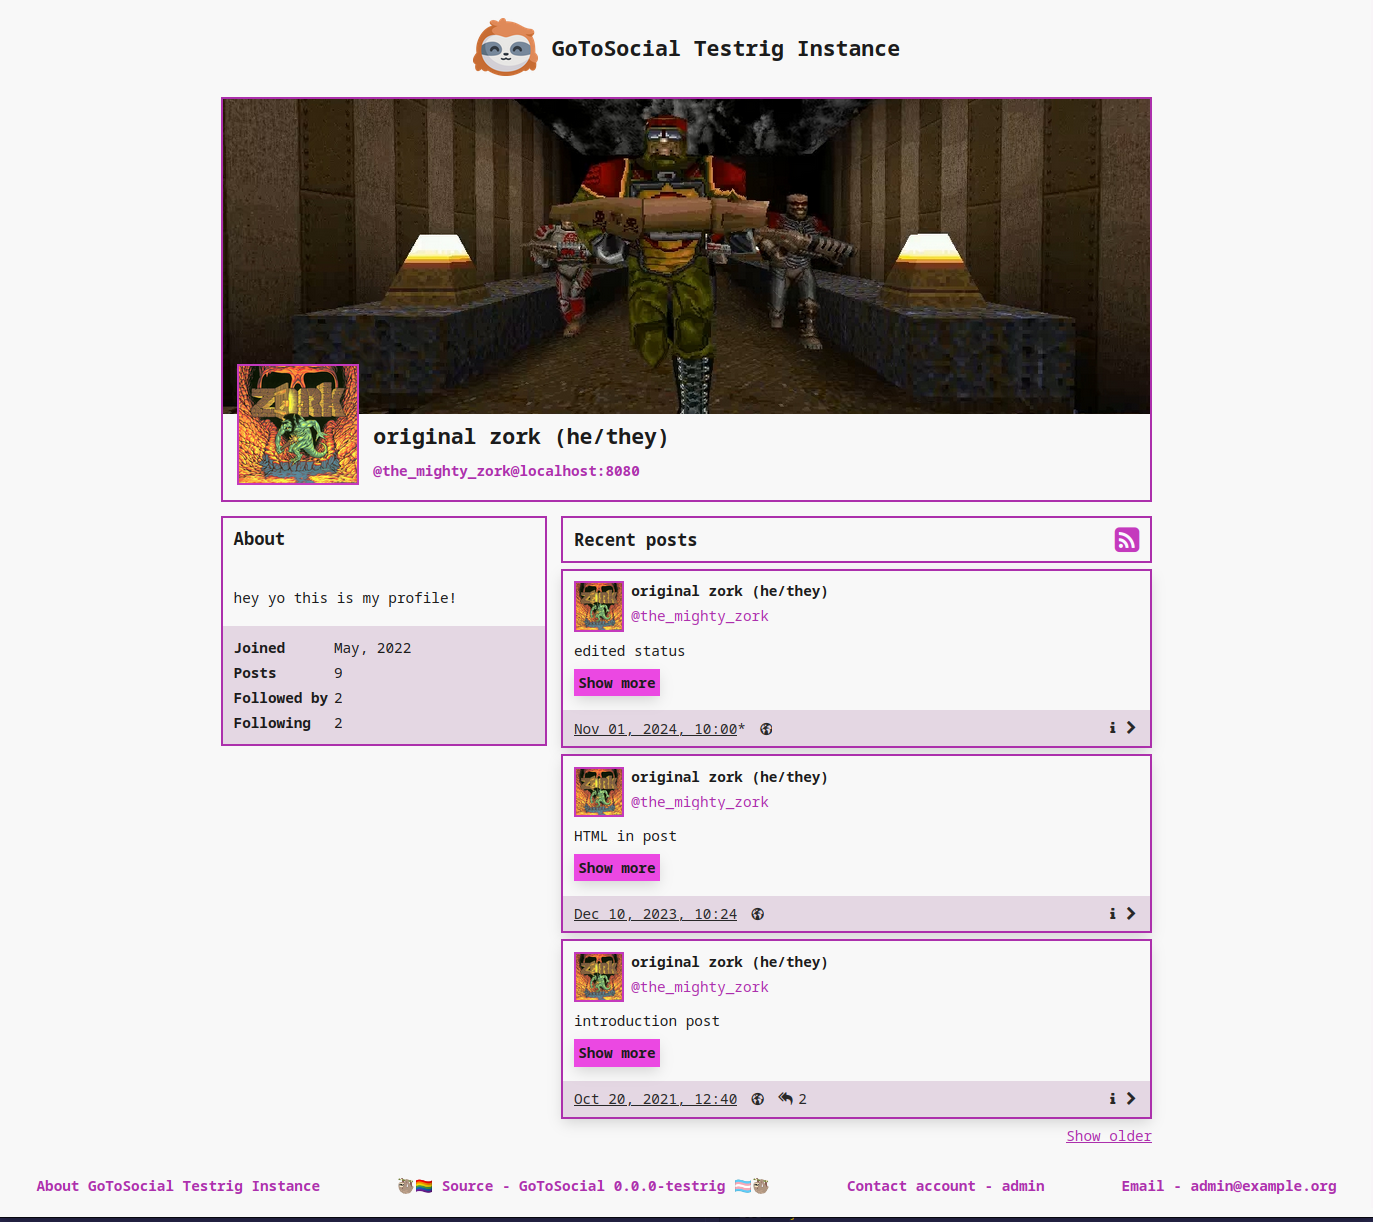 GoToSocial Testrig Instance
ZORK
original zork (he/they)
@the_mighty_zork@localhost:8080
About
hey yo this is my profile!
Joined May, 2022
Posts 9
Followed by 2
Following 2
Recent posts
original zork (he/they)
@the_mighty_zork
edited status
Show more
Nov 01, 2024, 10:00*
original zork (he/they)
@the_mighty_zork
HTML in post
Show more
Dec 10, 2023, 10:24
original zork (he/they)
@the_mighty_zork
introduction post
Show more
Oct 20, 2021, 12:40 2
Show older
About GoToSocial Testrig Instance
🦥🏳️‍🌈 Source - GoToSocial 0.0.0-testrig 🏳️‍⚧️🦥
Contact account - admin
Email - admin@example.org